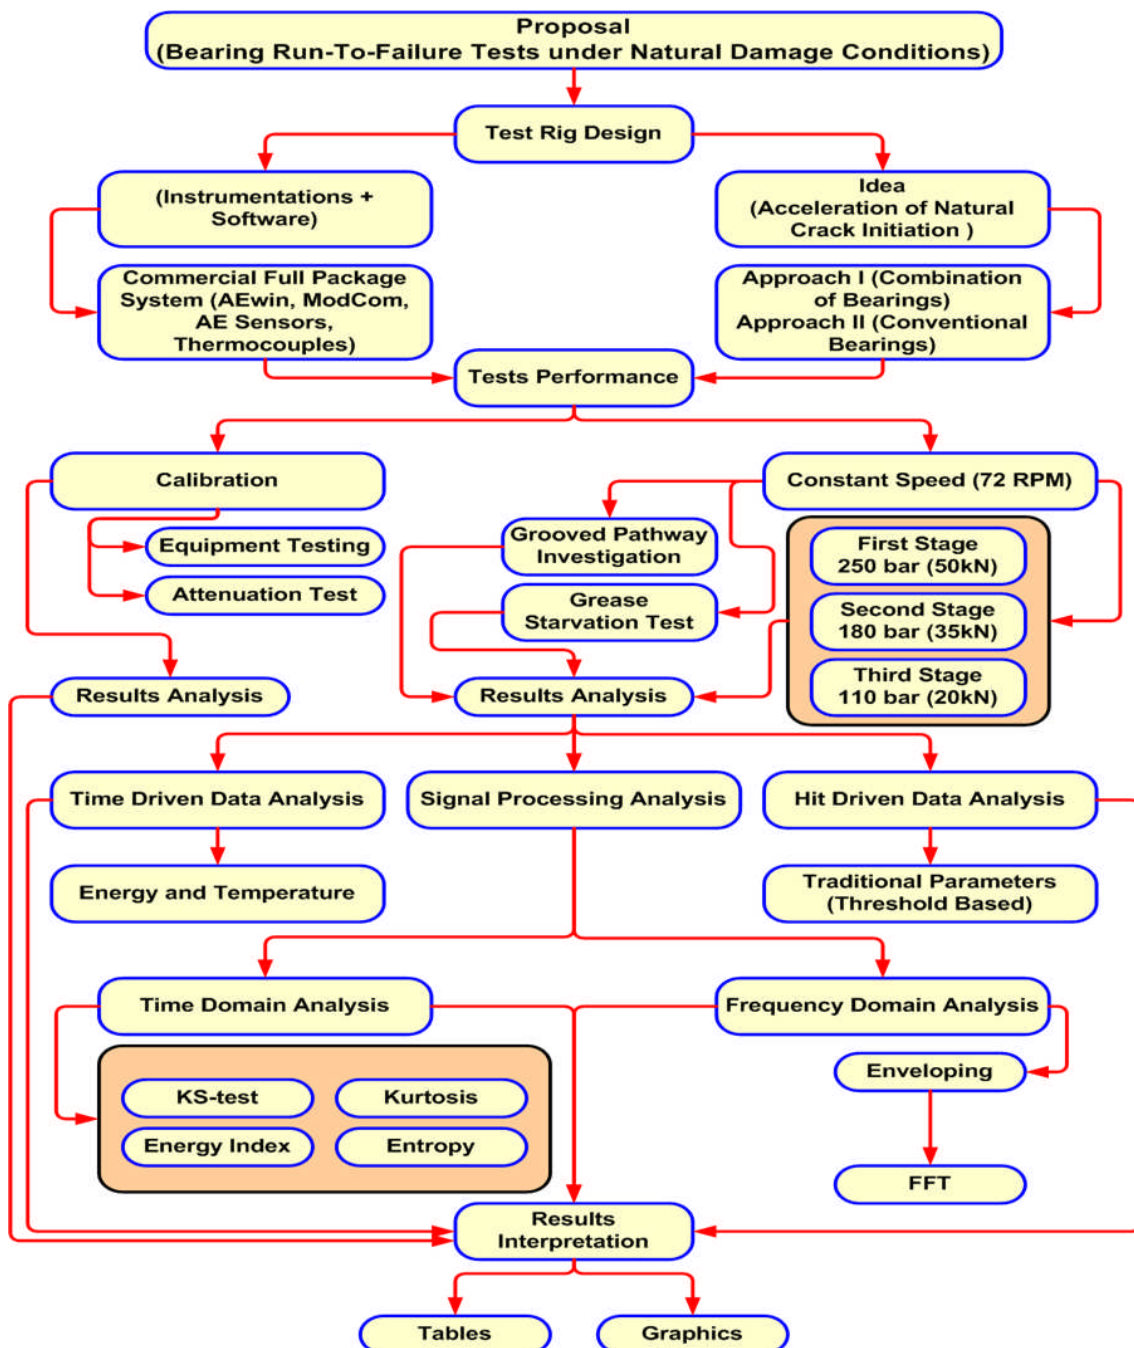 Proposal
(Bearing Run-To-Failure Tests under Natural Damage Conditions)
Test Rig Design
(Instrumentations +
Software)
Idea
(Acceleration of Natural
Crack Initiation )
Commercial Full Package
System (AEwin, ModCom,
AE Sensors,
Thermocouples)
Approach I (Combination
of Bearings)
Approach II (Conventional
Bearings)
Tests Performance
Calibration
Constant Speed (72 RPM)
Equipment Testing
Attenuation Test
Grooved Pathway
Investigation
Grease
Starvation Test
First Stage
250 bar (50kN)
Second Stage
180 bar (35kN)
Third Stage
110 bar (20kN)
Results Analysis
Results Analysis
Time Driven Data Analysis
Signal Processing Analysis
Hit Driven Data Analysis
Energy and Temperature
Traditional Parameters
(Threshold Based)
Time Domain Analysis
Frequency Domain Analysis
KS-test
Kurtosis
Energy Index
Entropy
Enveloping
FFT
Results
Interpretation
Tables
Graphics